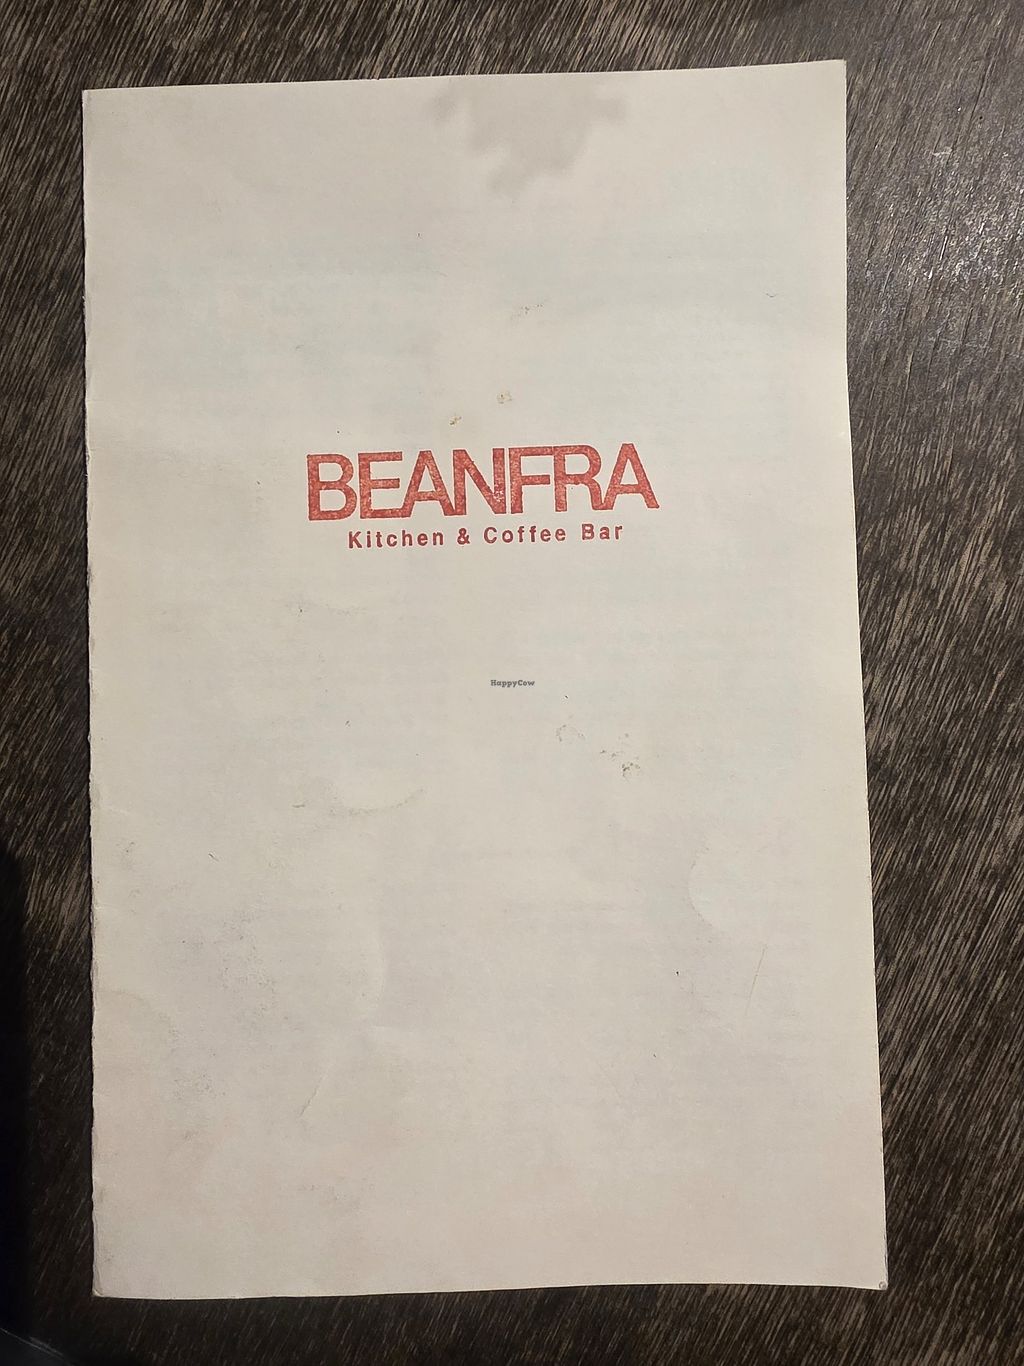 BEANFRA
Kitchen & Coffee Bar
HappyCow